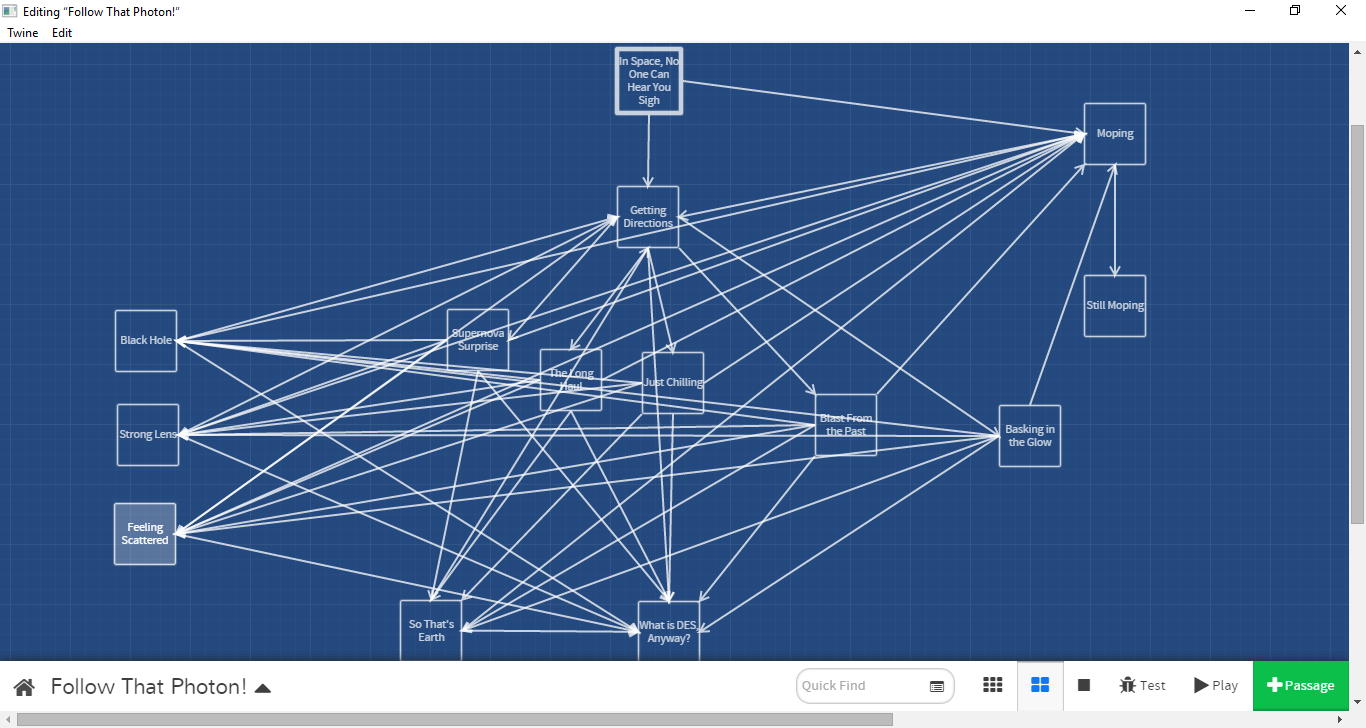 Editing “Follow That Photon!”
Twine Edit
In Space, No
One Can
Hear You
Sigh
Moping
Getting
Directions
Still Moping
Black Hole
Supernova
Surprise
The Long
Haul
Just Chilling
Strong Lens
Blast From
the Past
Basking in
the Glow
Feeling
Scattered
So That's
Earth
What is DES,
Anyway?
Follow That Photon!
Quick Find
Test
Play
Passage